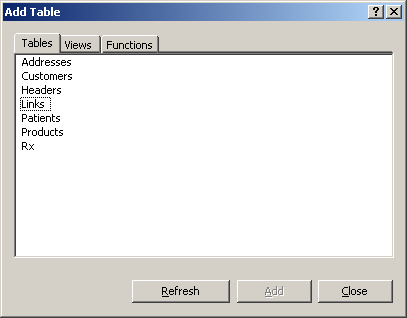 Add Table
Tables Views Functions
Addresses
Customers
Headers
Links
Patients
Products
Rx
Refresh Add Close